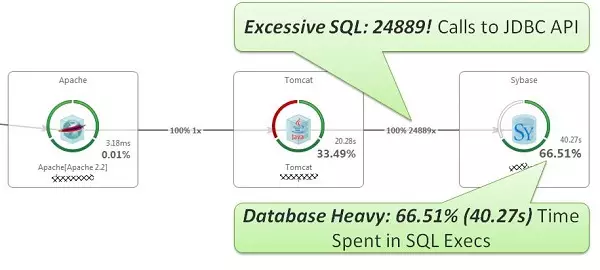 Excessive SQL: 24889! Calls to JDBC API
Apache
Tomcat
Sybase
3.18ms
0.01%
100% 1x
Java
20.28s
33.49%
100% 24889x
SY
40.27s
66.51%
Apache[Apache 2.2]
Tomcat
Database Heavy: 66.51% (40.27s) Time
Spent in SQL Execs